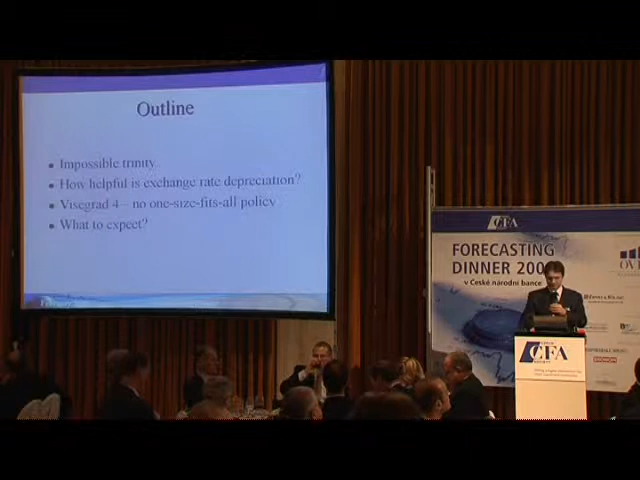 Outline
Impossible trinity
How helpful is exchange rate depreciation?
Visegrad 4 – no one-size-fits-all policy
What to expect?
CFA
FORECASTING
DINNER 200
v České národní bance
CFA